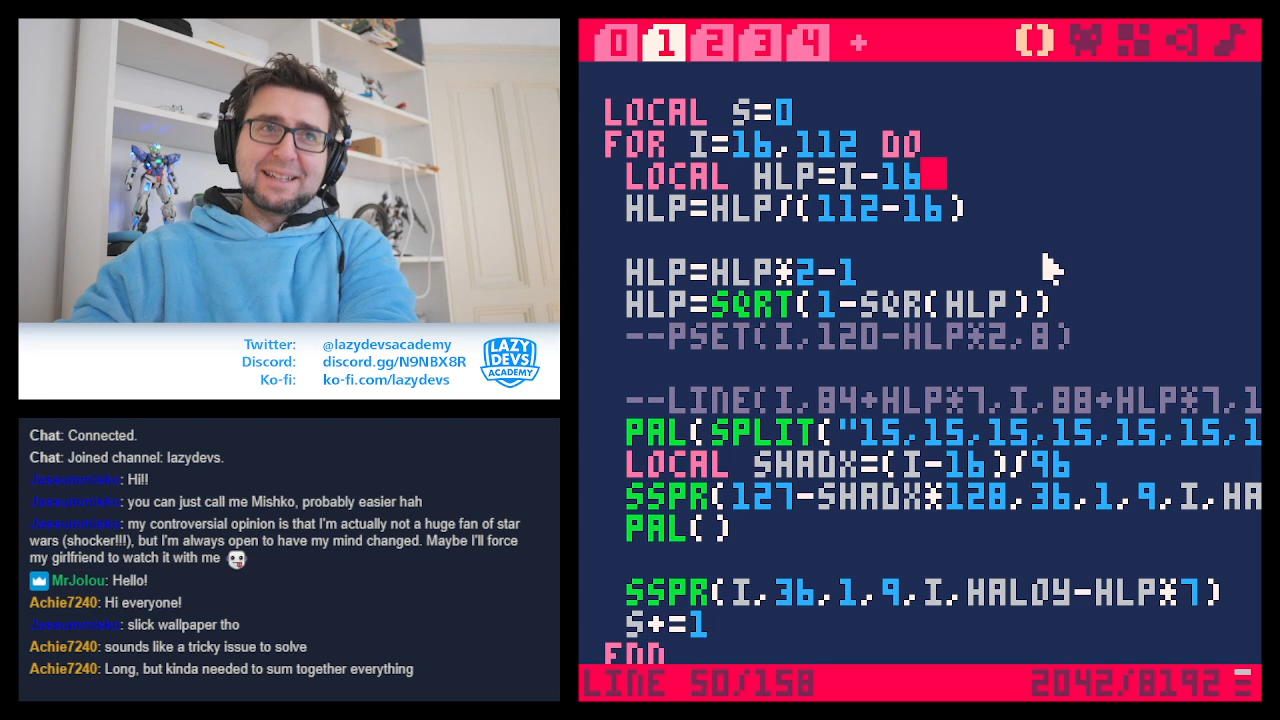 Twitter: @lazydevsacademy
Discord: discord.gg/N9NBX8R
Ko-fi: ko-fi.com/lazydevs
LAZY
DEVS
ACADEMY
Chat: Connected.
Chat: Joined channel: lazydevs.
: Hi!!
: you can just call me Mishko, probably easier hah
: my controversial opinion is that I'm actually not a huge fan of star
wars (shocker!!!), but I'm always open to have my mind changed. Maybe I'll force
my girlfriend to watch it with me
MrJolou: Hello!
Achie7240: Hi everyone!
: slick wallpaper tho
Achie7240: sounds like a tricky issue to solve
Achie7240: Long, but kinda needed to sum together everything
0 1 2 3 4 +
LOCAL S=0
FOR I=16,112 DO
LOCAL HLP=I-16
HLP=HLP/(112-16)
HLP=HLP*2-1
HLP=SQRT(1-SQR(HLP))
--PSET(I,120-HLP*2,8)
--LINE(I,84+HLP*7,I,88+HLP*7,1
PAL(SPLIT("15,15,15,15,15,15,1
LOCAL SHADX=(I-16)/96
SSPR(127-SHADX*128,36,1,9,I,HA
PAL()
SSPR(I,36,1,9,I,HALOY-HLP*7)
S+=1
END
LINE 50/158
2042/8192